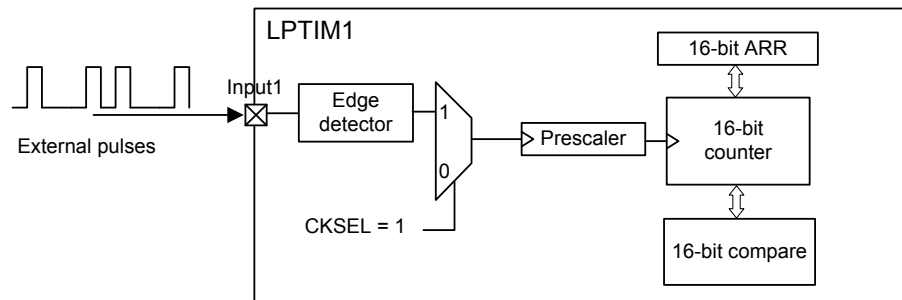 LPTIM1
16-bit ARR
Input1
Edge
detector
1
0
Prescaler
16-bit
counter
External pulses
CKSEL = 1
16-bit compare